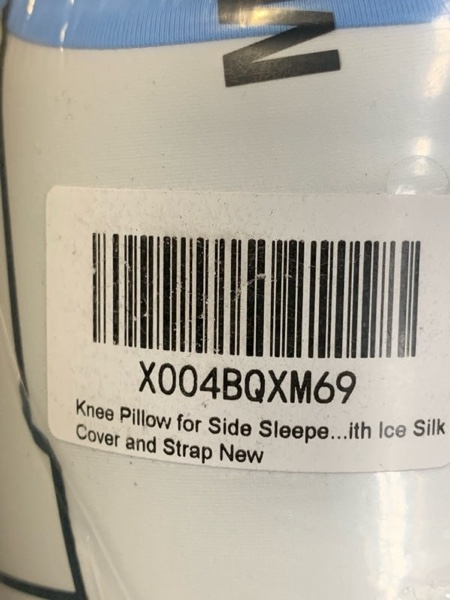 M
X004BQXM69
Knee Pillow for Side Sleepe...ith Ice Silk
Cover and Strap New